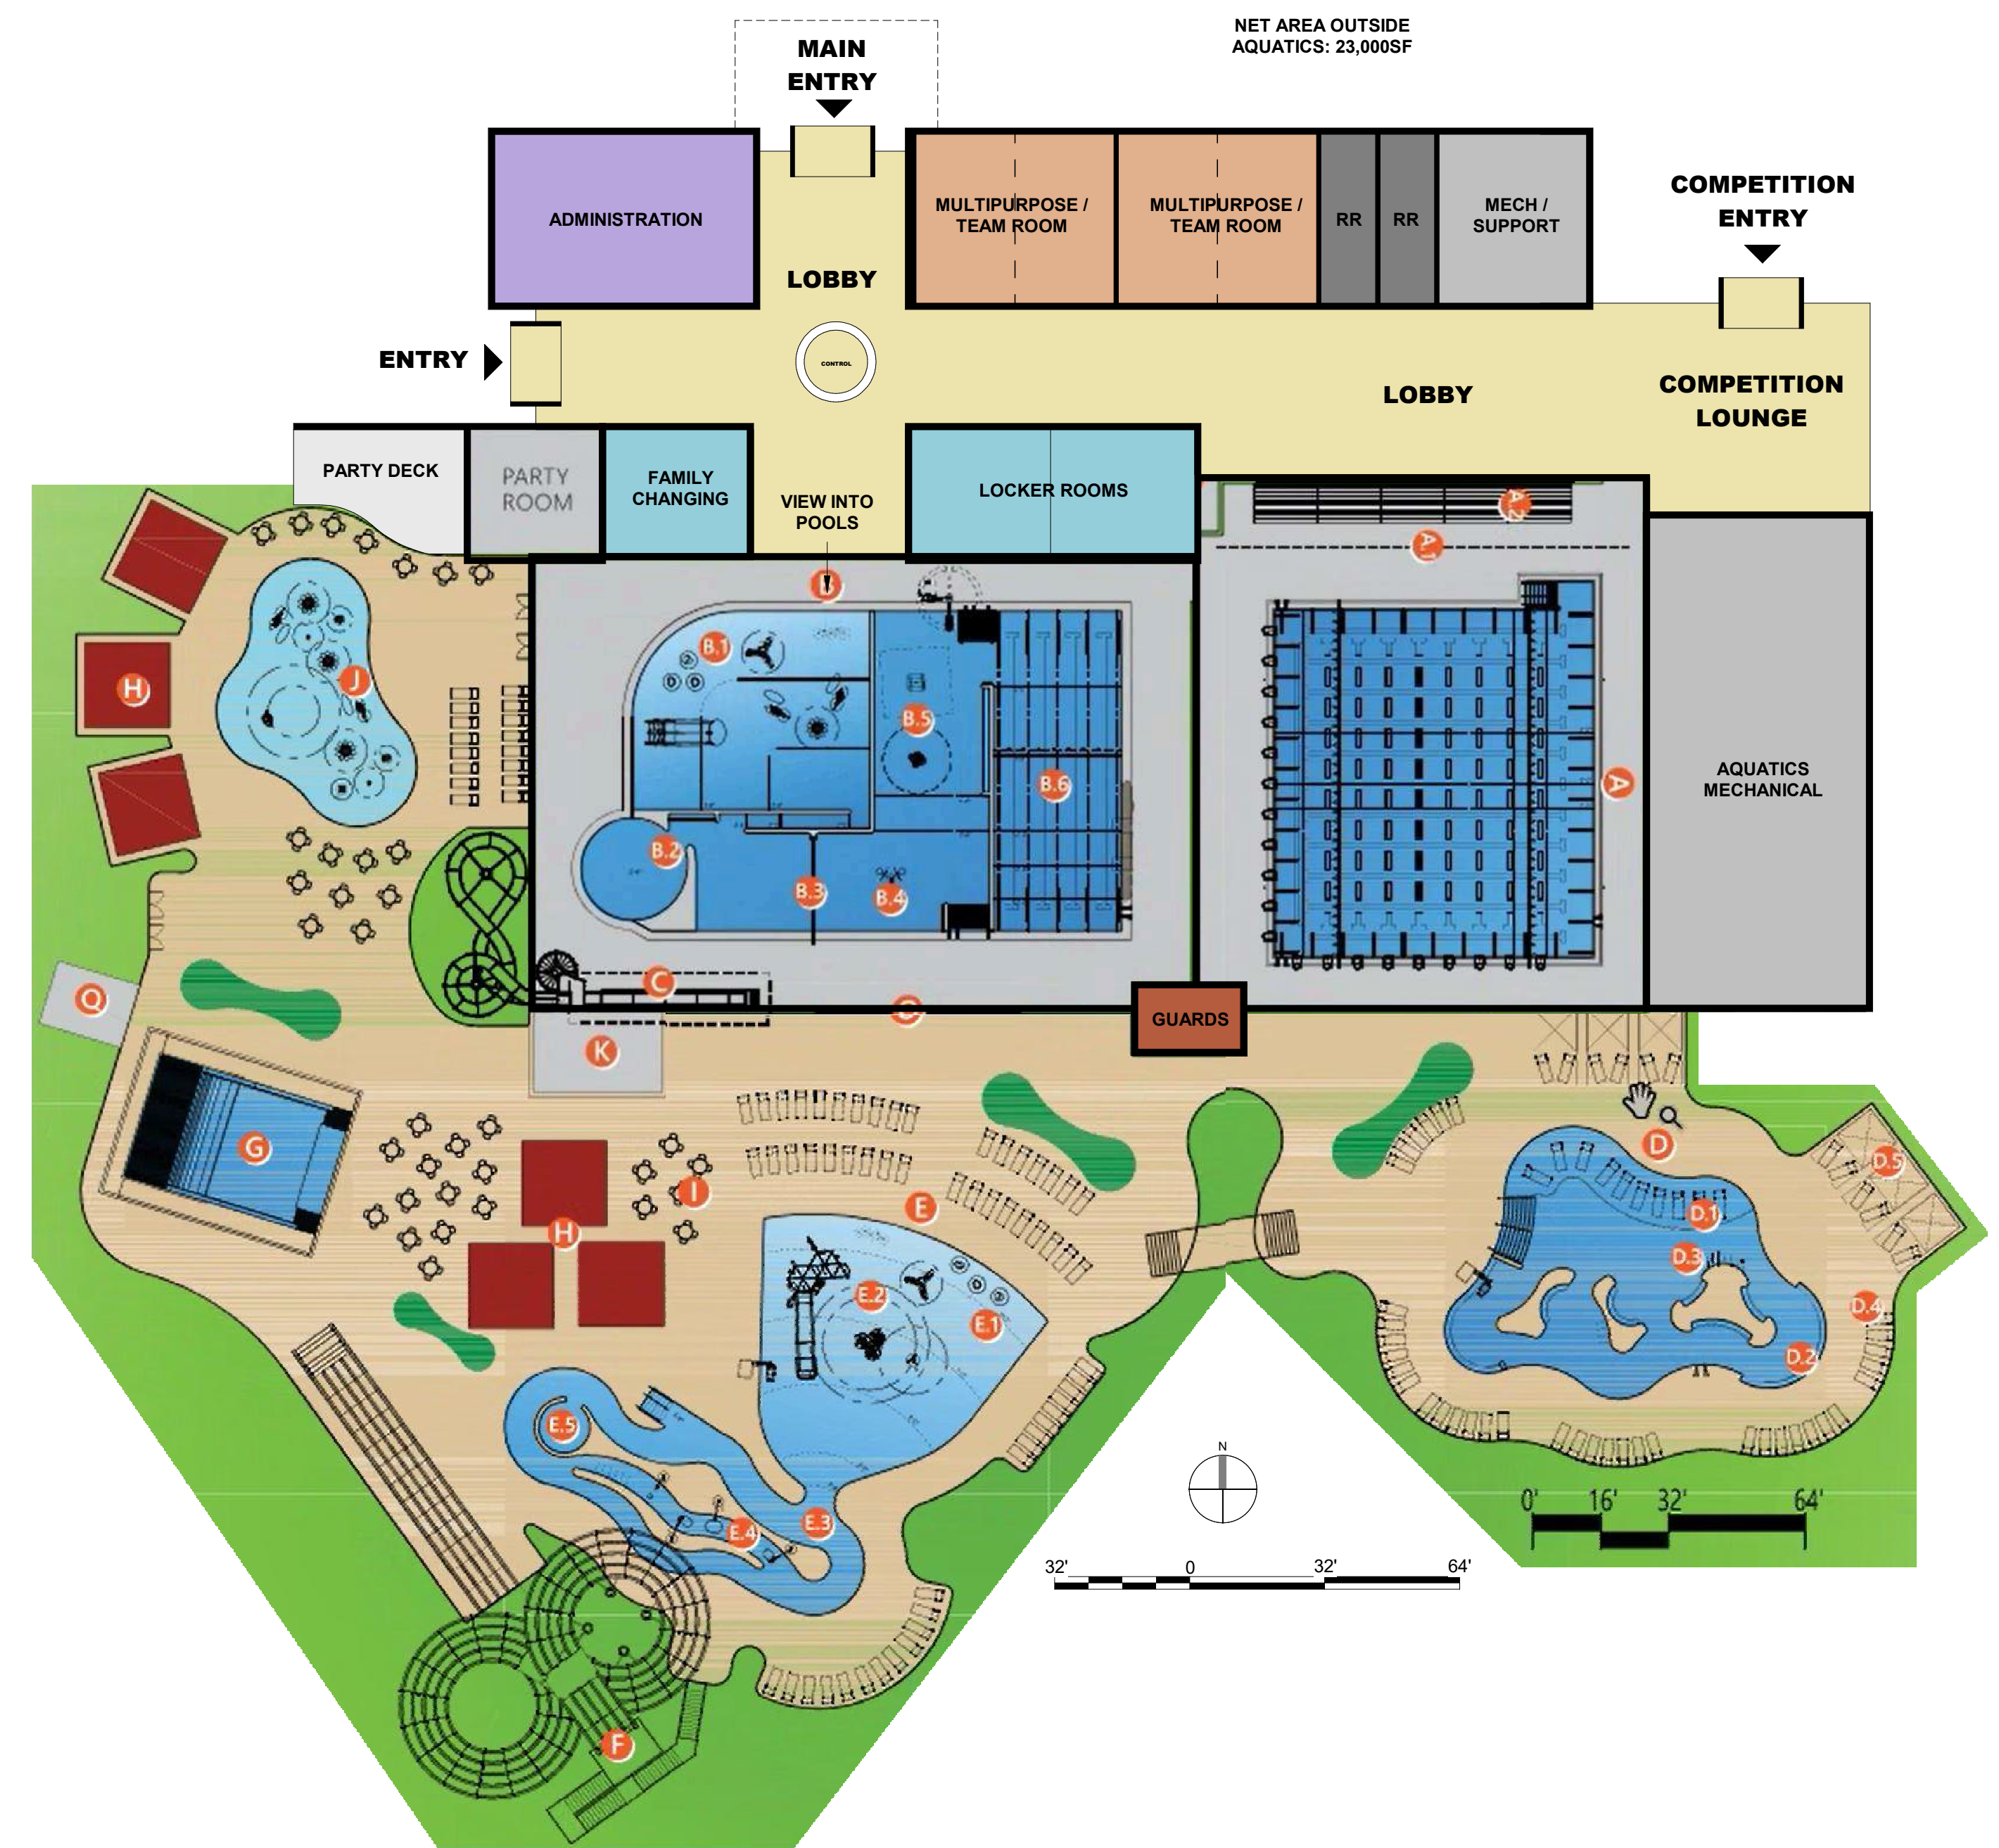 NET AREA OUTSIDE
AQUATICS: 23,000SF
MAIN
ENTRY
COMPETITION
ENTRY
ADMINISTRATION
MULTIPURPOSE /
TEAM ROOM
MULTIPURPOSE /
TEAM ROOM
RR
RR
MECH /
SUPPORT
LOBBY
ENTRY
CONTROL
LOBBY
COMPETITION
LOUNGE
PARTY DECK
PARTY
ROOM
FAMILY
CHANGING
VIEW INTO
POOLS
LOCKER ROOMS
A.2
A.1
B
B.1
H
J
B.5
B.6
A
AQUATICS
MECHANICAL
B.2
B.3
B.4
C
Q
GUARDS
K
G
D
D.5
I
E
D.1
H
D.3
E.2
E.1
D.4
D.2
E.5
N
0'
16'
32'
64'
E.3
E.4
32'
0
32'
64'
F